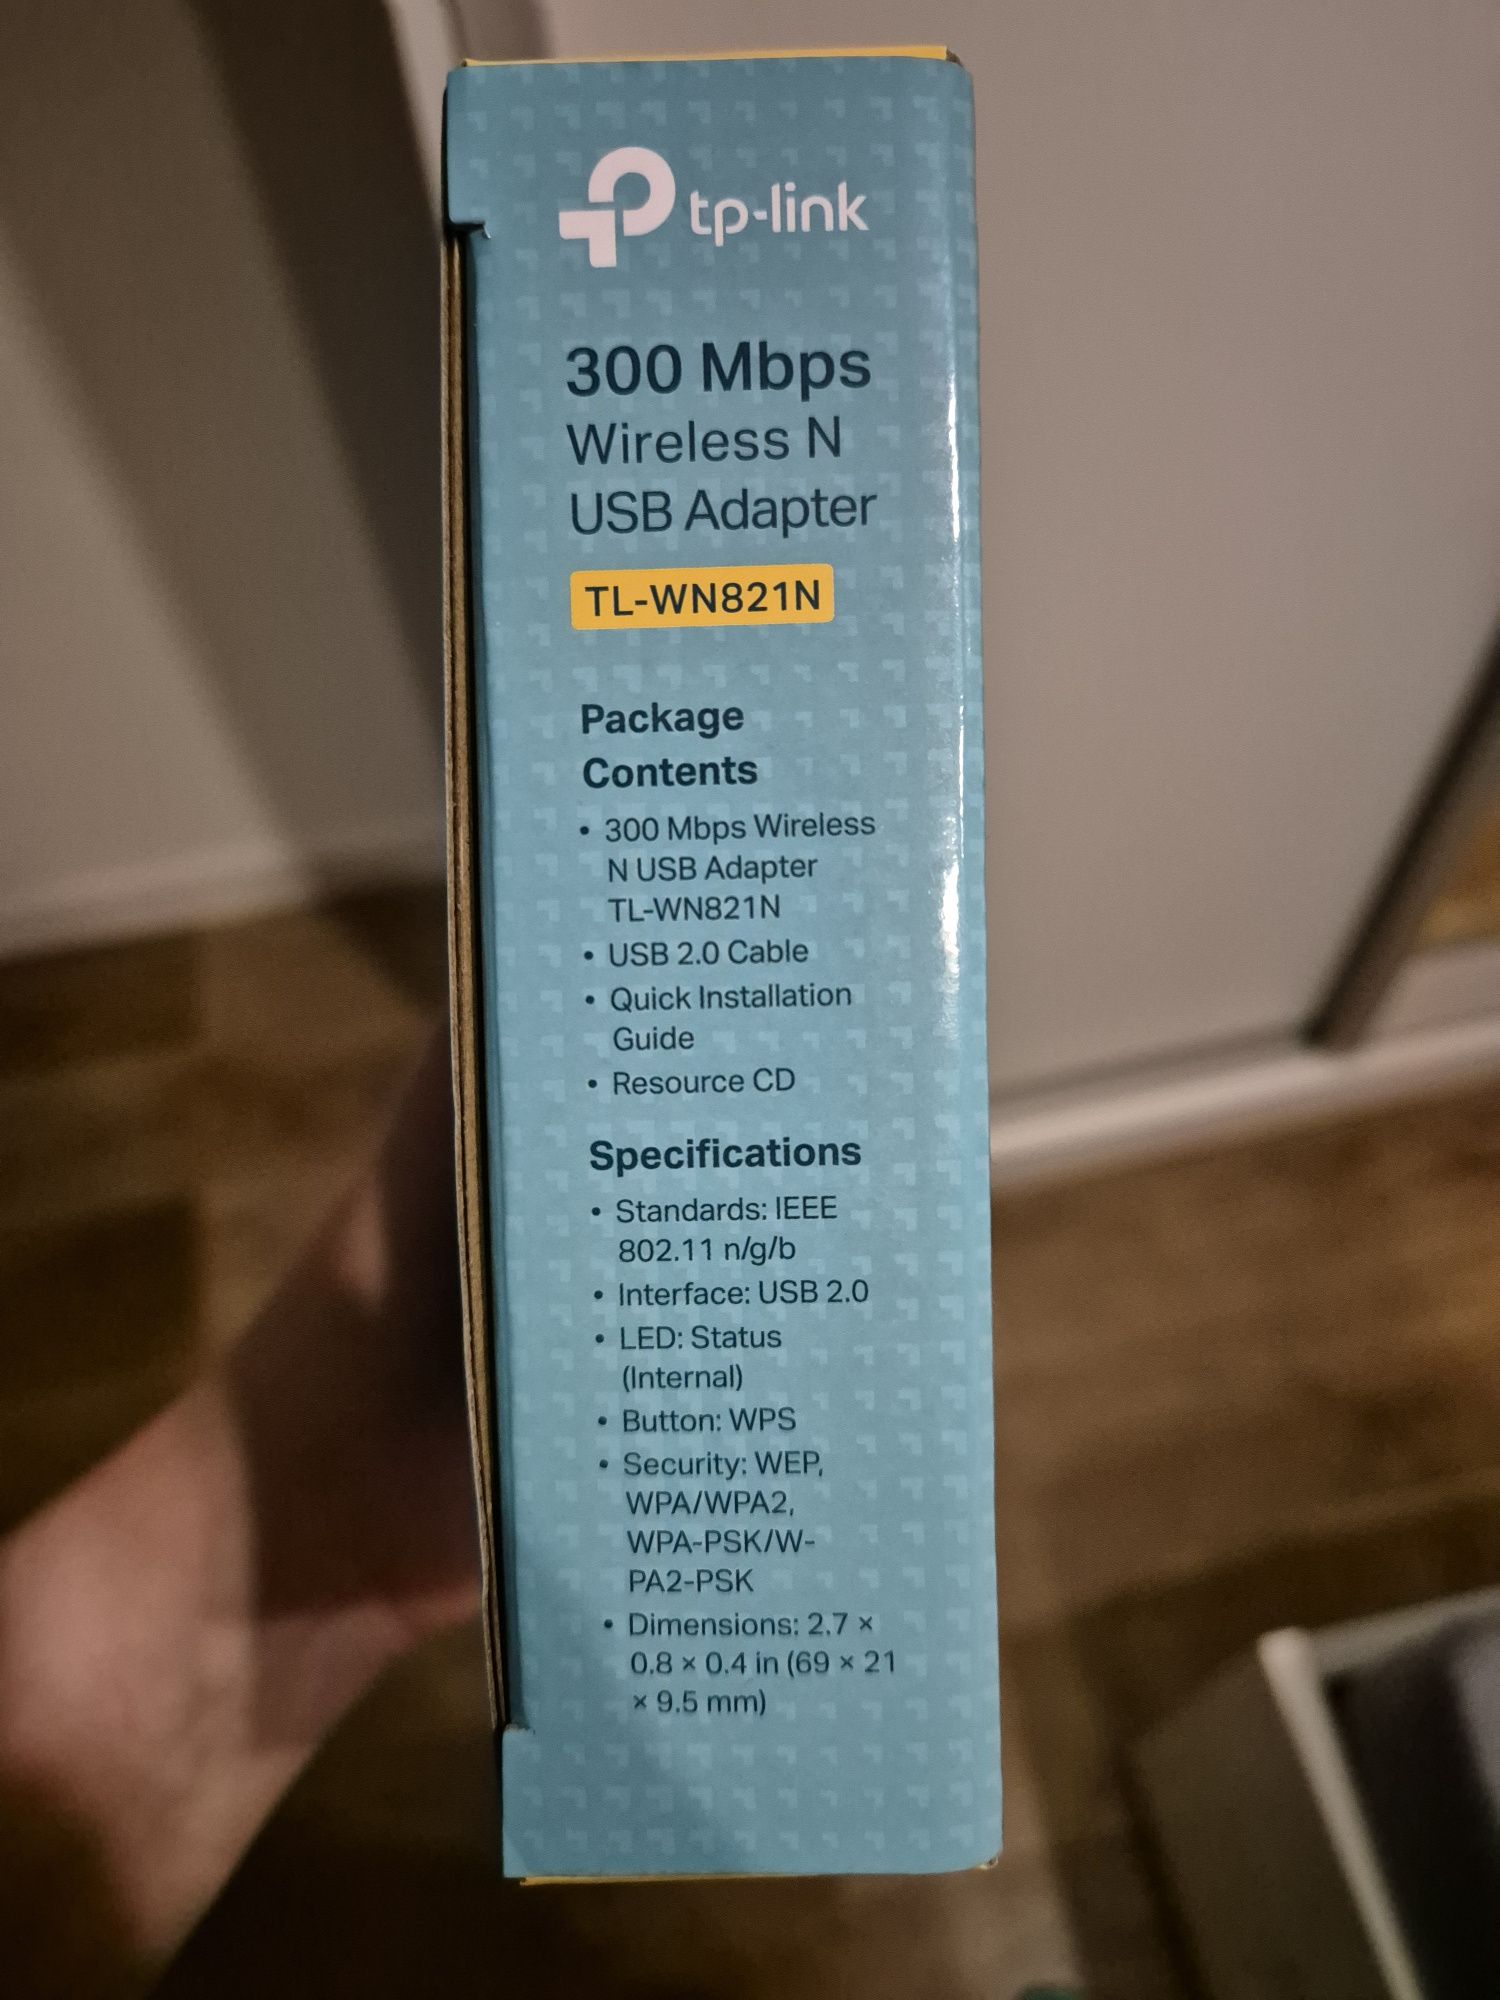 tp-link
300 Mbps
Wireless N
USB Adapter
TL-WN821N
Package
Contents
• 300 Mbps Wireless
N USB Adapter
TL-WN821N
• USB 2.0 Cable
• Quick Installation
Guide
• Resource CD
Specifications
• Standards: IEEE
802.11 n/g/b
• Interface: USB 2.0
• LED: Status
(Internal)
• Button: WPS
• Security: WEP,
WPA/WPA2,
WPA-PSK/W-
PA2-PSK
• Dimensions: 2.7 ×
0.8 × 0.4 in (69 × 21
× 9.5 mm)